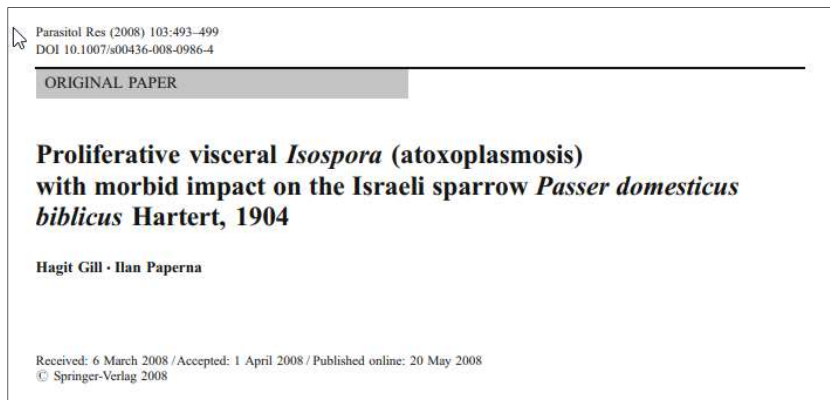 Parasitol Res (2008) 103:493–499
DOI 10.1007/s00436-008-0986-4
ORIGINAL PAPER
Proliferative visceral Isospora (atoxoplasmosis)
with morbid impact on the Israeli sparrow Passer domesticus
biblicus Hartert, 1904
Hagit Gill · Ilan Paperna
Received: 6 March 2008 / Accepted: 1 April 2008 / Published online: 20 May 2008
© Springer-Verlag 2008